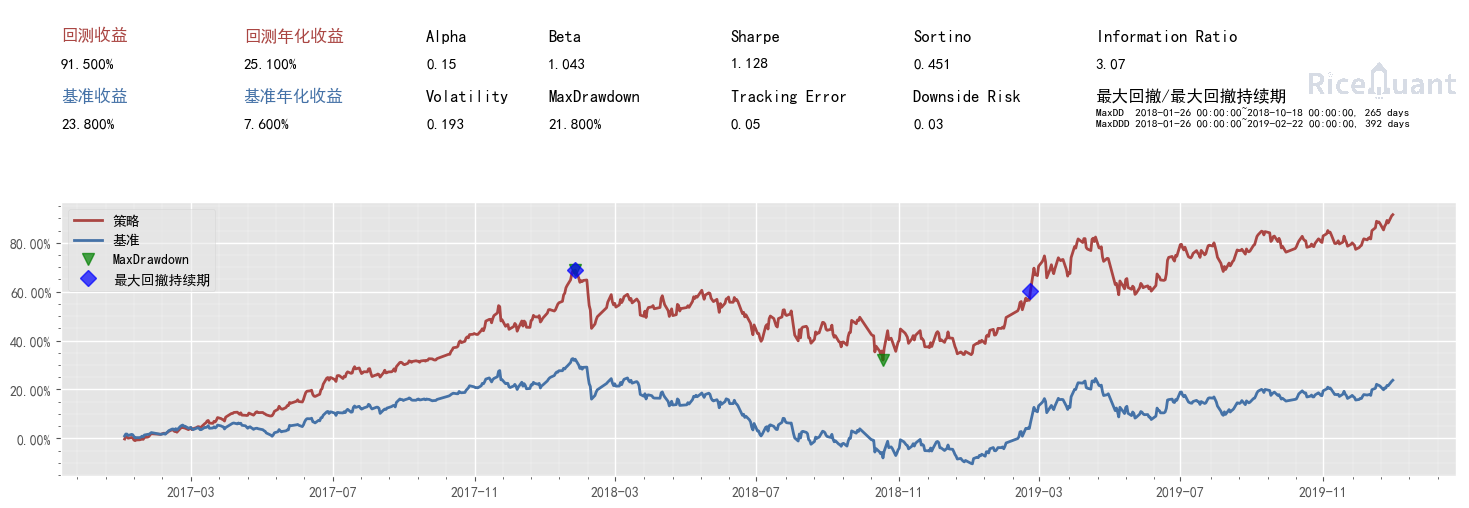 回测收益 回测年化收益 Alpha Beta Sharpe Sortino Information Ratio
91.500% 25.100% 0.15 1.043 1.128 0.451 3.07
RiceQuant
基准收益 基准年化收益 Volatility MaxDrawdown Tracking Error Downside Risk 最大回撤/最大回撤持续期
23.800% 7.600% 0.193 21.800% 0.05 0.03
MaxDD 2018-01-26 00:00:00~2018-10-18 00:00:00, 265 days
MaxDDD 2018-01-26 00:00:00~2019-02-22 00:00:00, 392 days
策略
基准
MaxDrawdown
最大回撤持续期
80.00%
60.00%
40.00%
20.00%
0.00%
2017-03 2017-07 2017-11 2018-03 2018-07 2018-11 2019-03 2019-07 2019-11